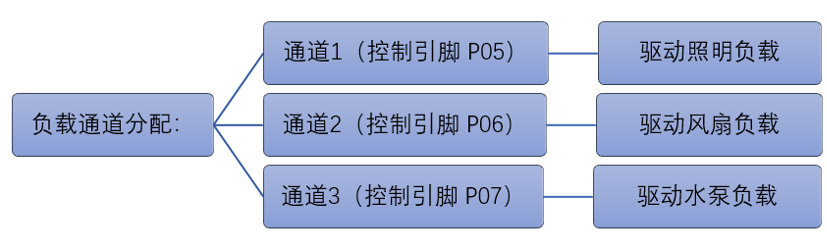 通道1（控制引脚 P05）
驱动照明负载
负载通道分配：
通道2（控制引脚 P06）
驱动风扇负载
通道3（控制引脚 P07）
驱动水泵负载